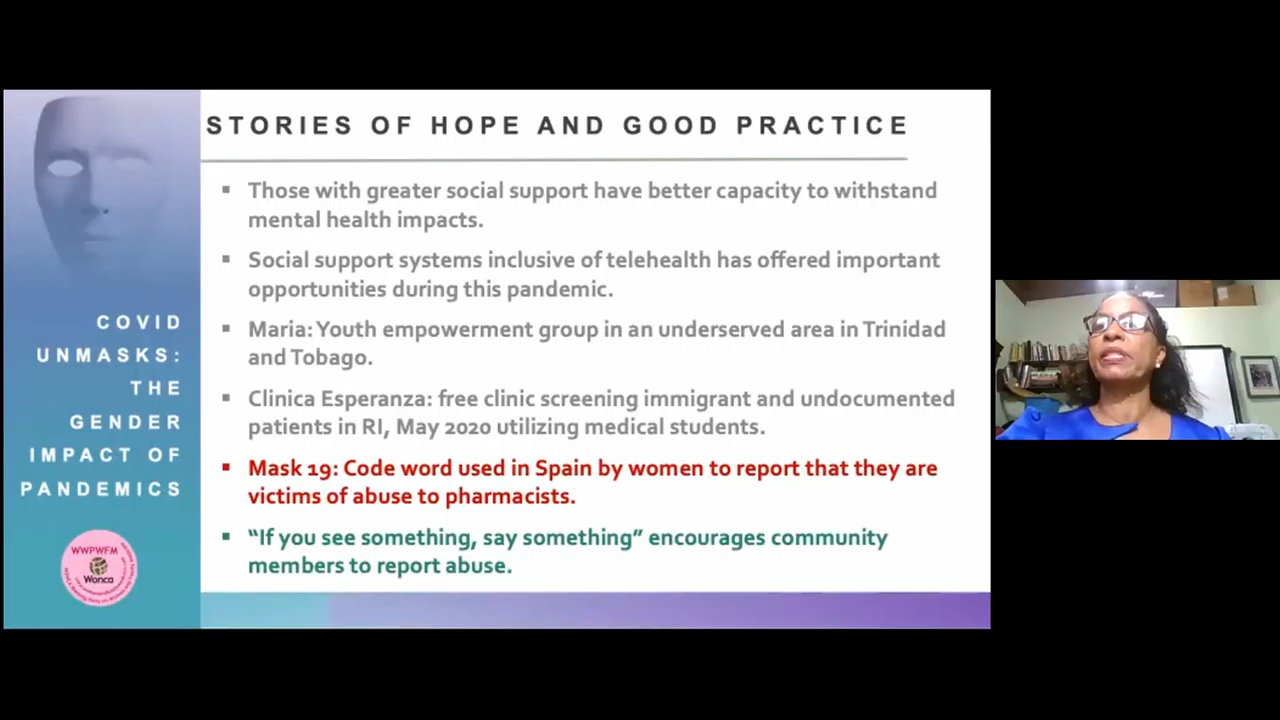 STORIES OF HOPE AND GOOD PRACTICE
▪ Those with greater social support have better capacity to withstand
mental health impacts.
▪ Social support systems inclusive of telehealth has offered important
opportunities during this pandemic.
▪ Maria: Youth empowerment group in an underserved area in Trinidad
and Tobago.
▪ Clinica Esperanza: free clinic screening immigrant and undocumented
patients in RI, May 2020 utilizing medical students.
▪ Mask 19: Code word used in Spain by women to report that they are
victims of abuse to pharmacists.
▪ “If you see something, say something” encourages community
members to report abuse.
COVID
UNMASKS:
THE
GENDER
IMPACT OF
PANDEMICS
WWPWFM
Wonca